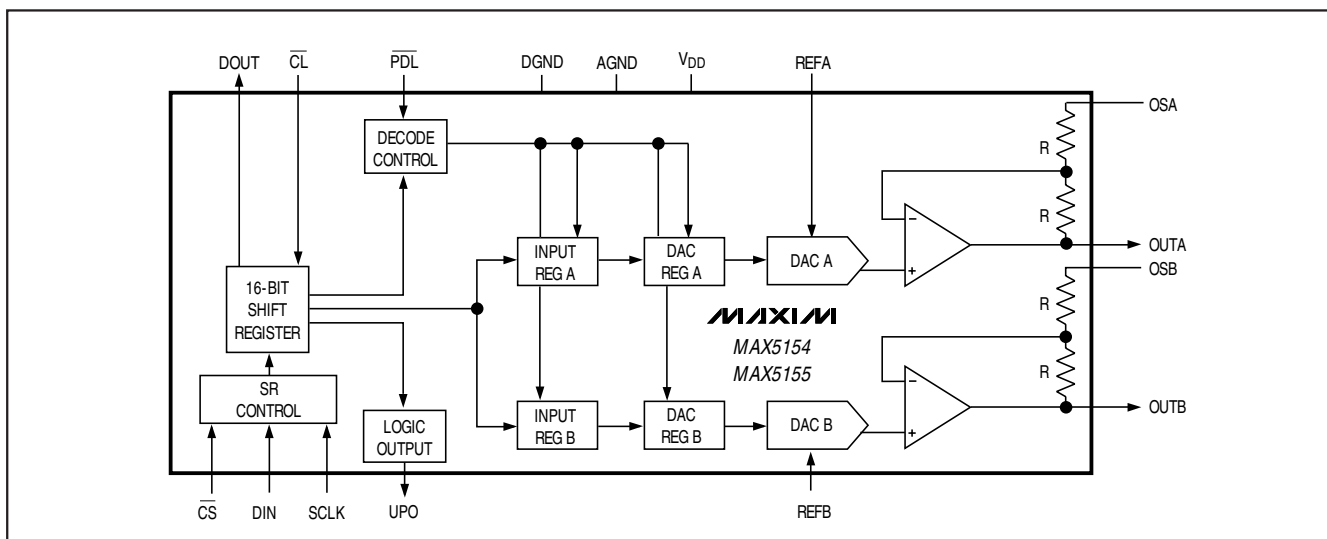 DOUT
CL
PDL
DGND
AGND
VDD
REFA
OSA
DECODE
CONTROL
R
R
INPUT
REG A
DAC
REG A
DAC A
−
+
OUTA
OSB
16-BIT
SHIFT
REGISTER
MAXIM
MAX5154
MAX5155
R
R
SR
CONTROL
LOGIC
OUTPUT
INPUT
REG B
DAC
REG B
DAC B
−
+
OUTB
CS
DIN
SCLK
UPO
REFB